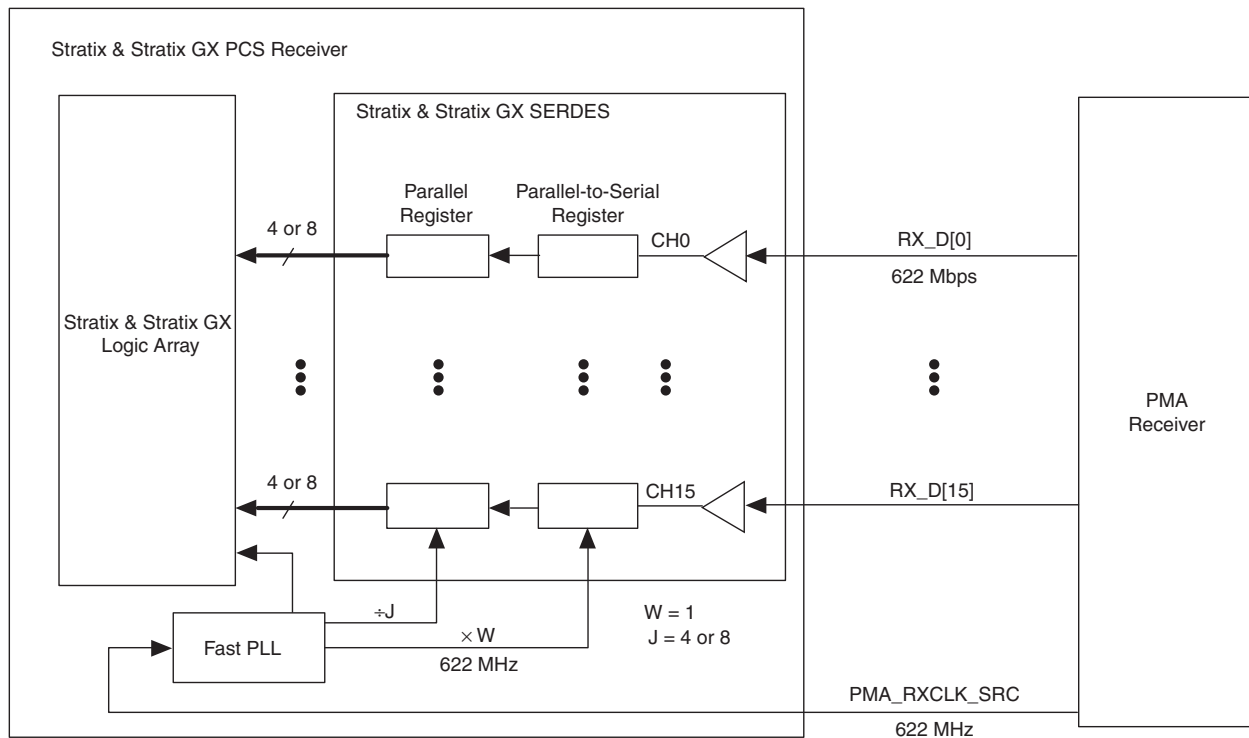 Stratix & Stratix GX PCS Receiver
Stratix & Stratix GX SERDES
Parallel
Register
Parallel-to-Serial
Register
4 or 8
CH0
RX_D[0]
622 Mbps
Stratix & Stratix GX
Logic Array
PMA
Receiver
4 or 8
CH15
RX_D[15]
÷J
W = 1
J = 4 or 8
Fast PLL
× W
622 MHz
PMA_RXCLK_SRC
622 MHz